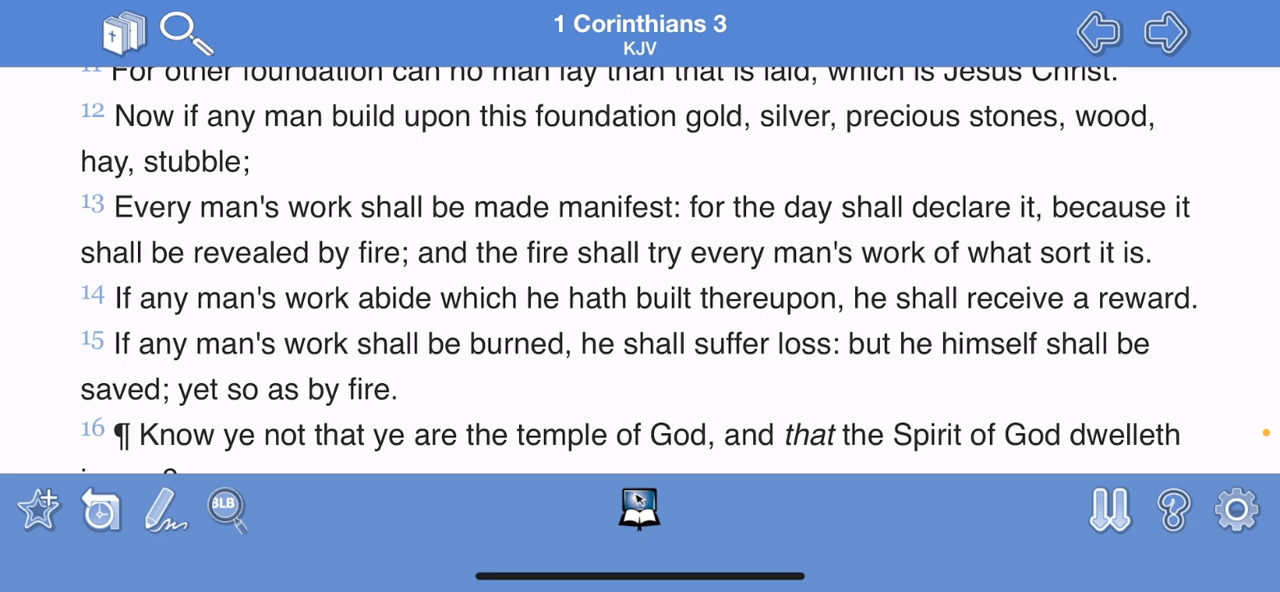 1 Corinthians 3
KJV
11 For other foundation can no man lay than that is laid, which is Jesus Christ.
12 Now if any man build upon this foundation gold, silver, precious stones, wood,
hay, stubble;
13 Every man's work shall be made manifest: for the day shall declare it, because it
shall be revealed by fire; and the fire shall try every man's work of what sort it is.
14 If any man's work abide which he hath built thereupon, he shall receive a reward.
15 If any man's work shall be burned, he shall suffer loss: but he himself shall be
saved; yet so as by fire.
16 ¶ Know ye not that ye are the temple of God, and that the Spirit of God dwelleth
BLB